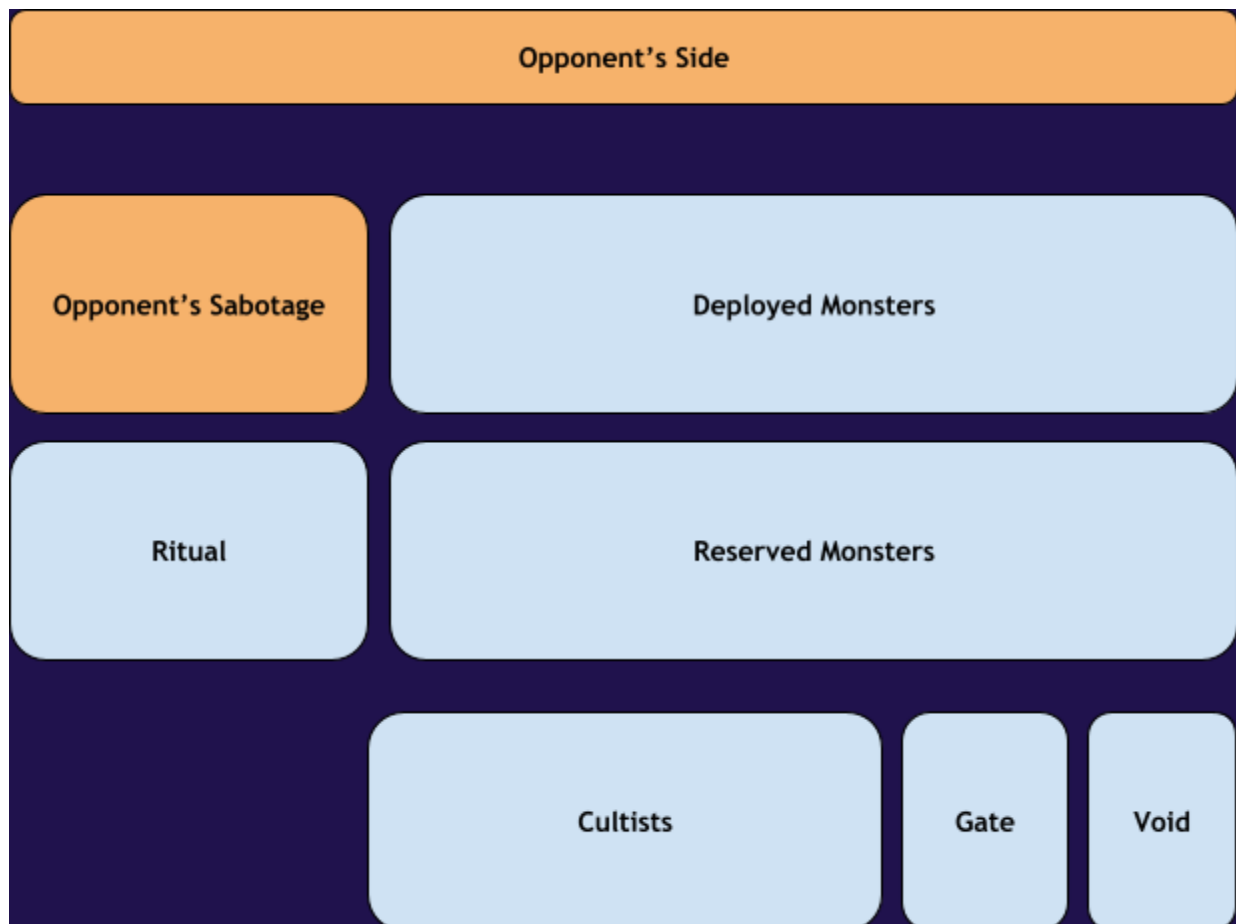 Opponent’s Side
Opponent’s Sabotage
Deployed Monsters
Ritual
Reserved Monsters
Cultists
Gate
Void